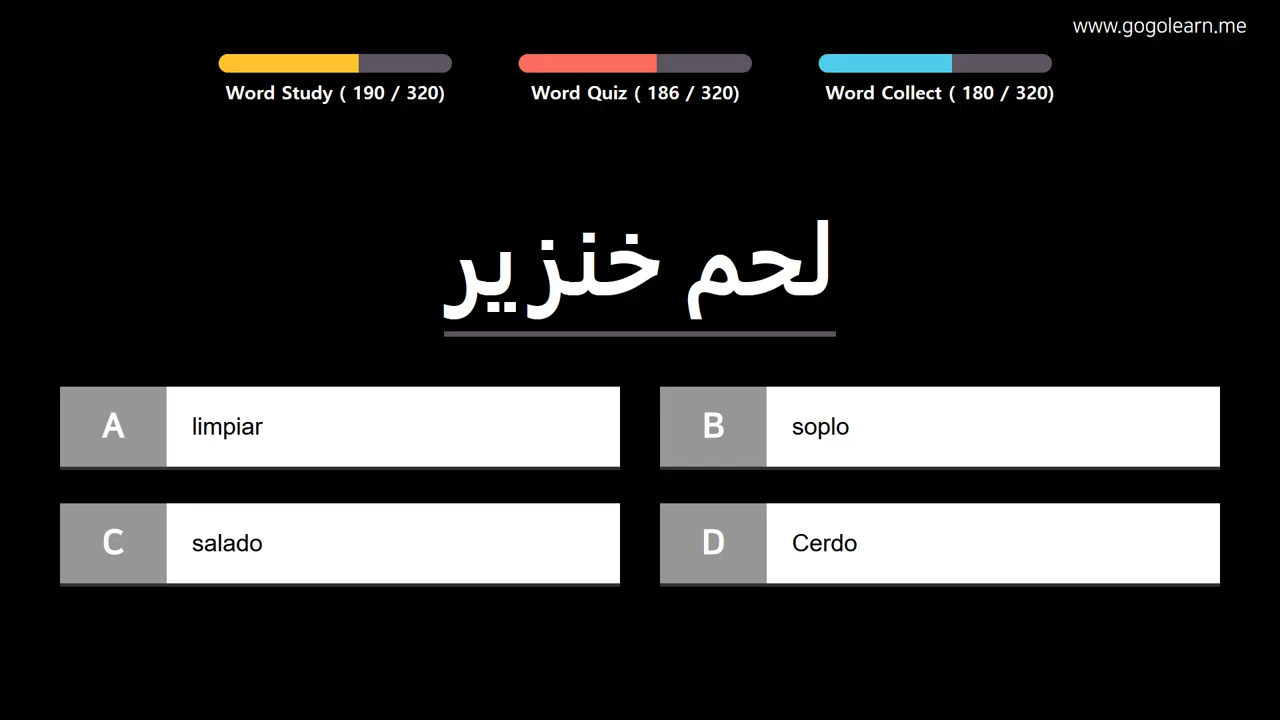 www.gogolearn.me
Word Study ( 190 / 320)
Word Quiz ( 186 / 320)
Word Collect ( 180 / 320)
لحم خنزير
A limpiar
B soplo
C salado
D Cerdo